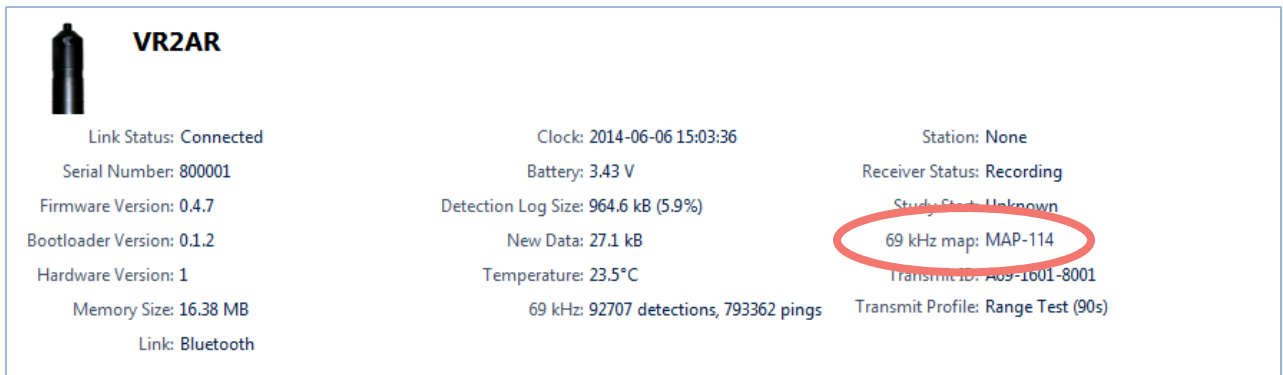 VR2AR
Link Status: Connected
Clock: 2014-06-06 15:03:36
Station: None
Serial Number: 800001
Battery: 3.43 V
Receiver Status: Recording
Firmware Version: 0.4.7
Detection Log Size: 964.6 kB (5.9%)
Study Start: Unknown
Bootloader Version: 0.1.2
New Data: 27.1 kB
69 kHz map: MAP-114
Hardware Version: 1
Temperature: 23.5°C
Transmit ID: A69-1601-8001
Memory Size: 16.38 MB
69 kHz: 92707 detections, 793362 pings
Transmit Profile: Range Test (90s)
Link: Bluetooth